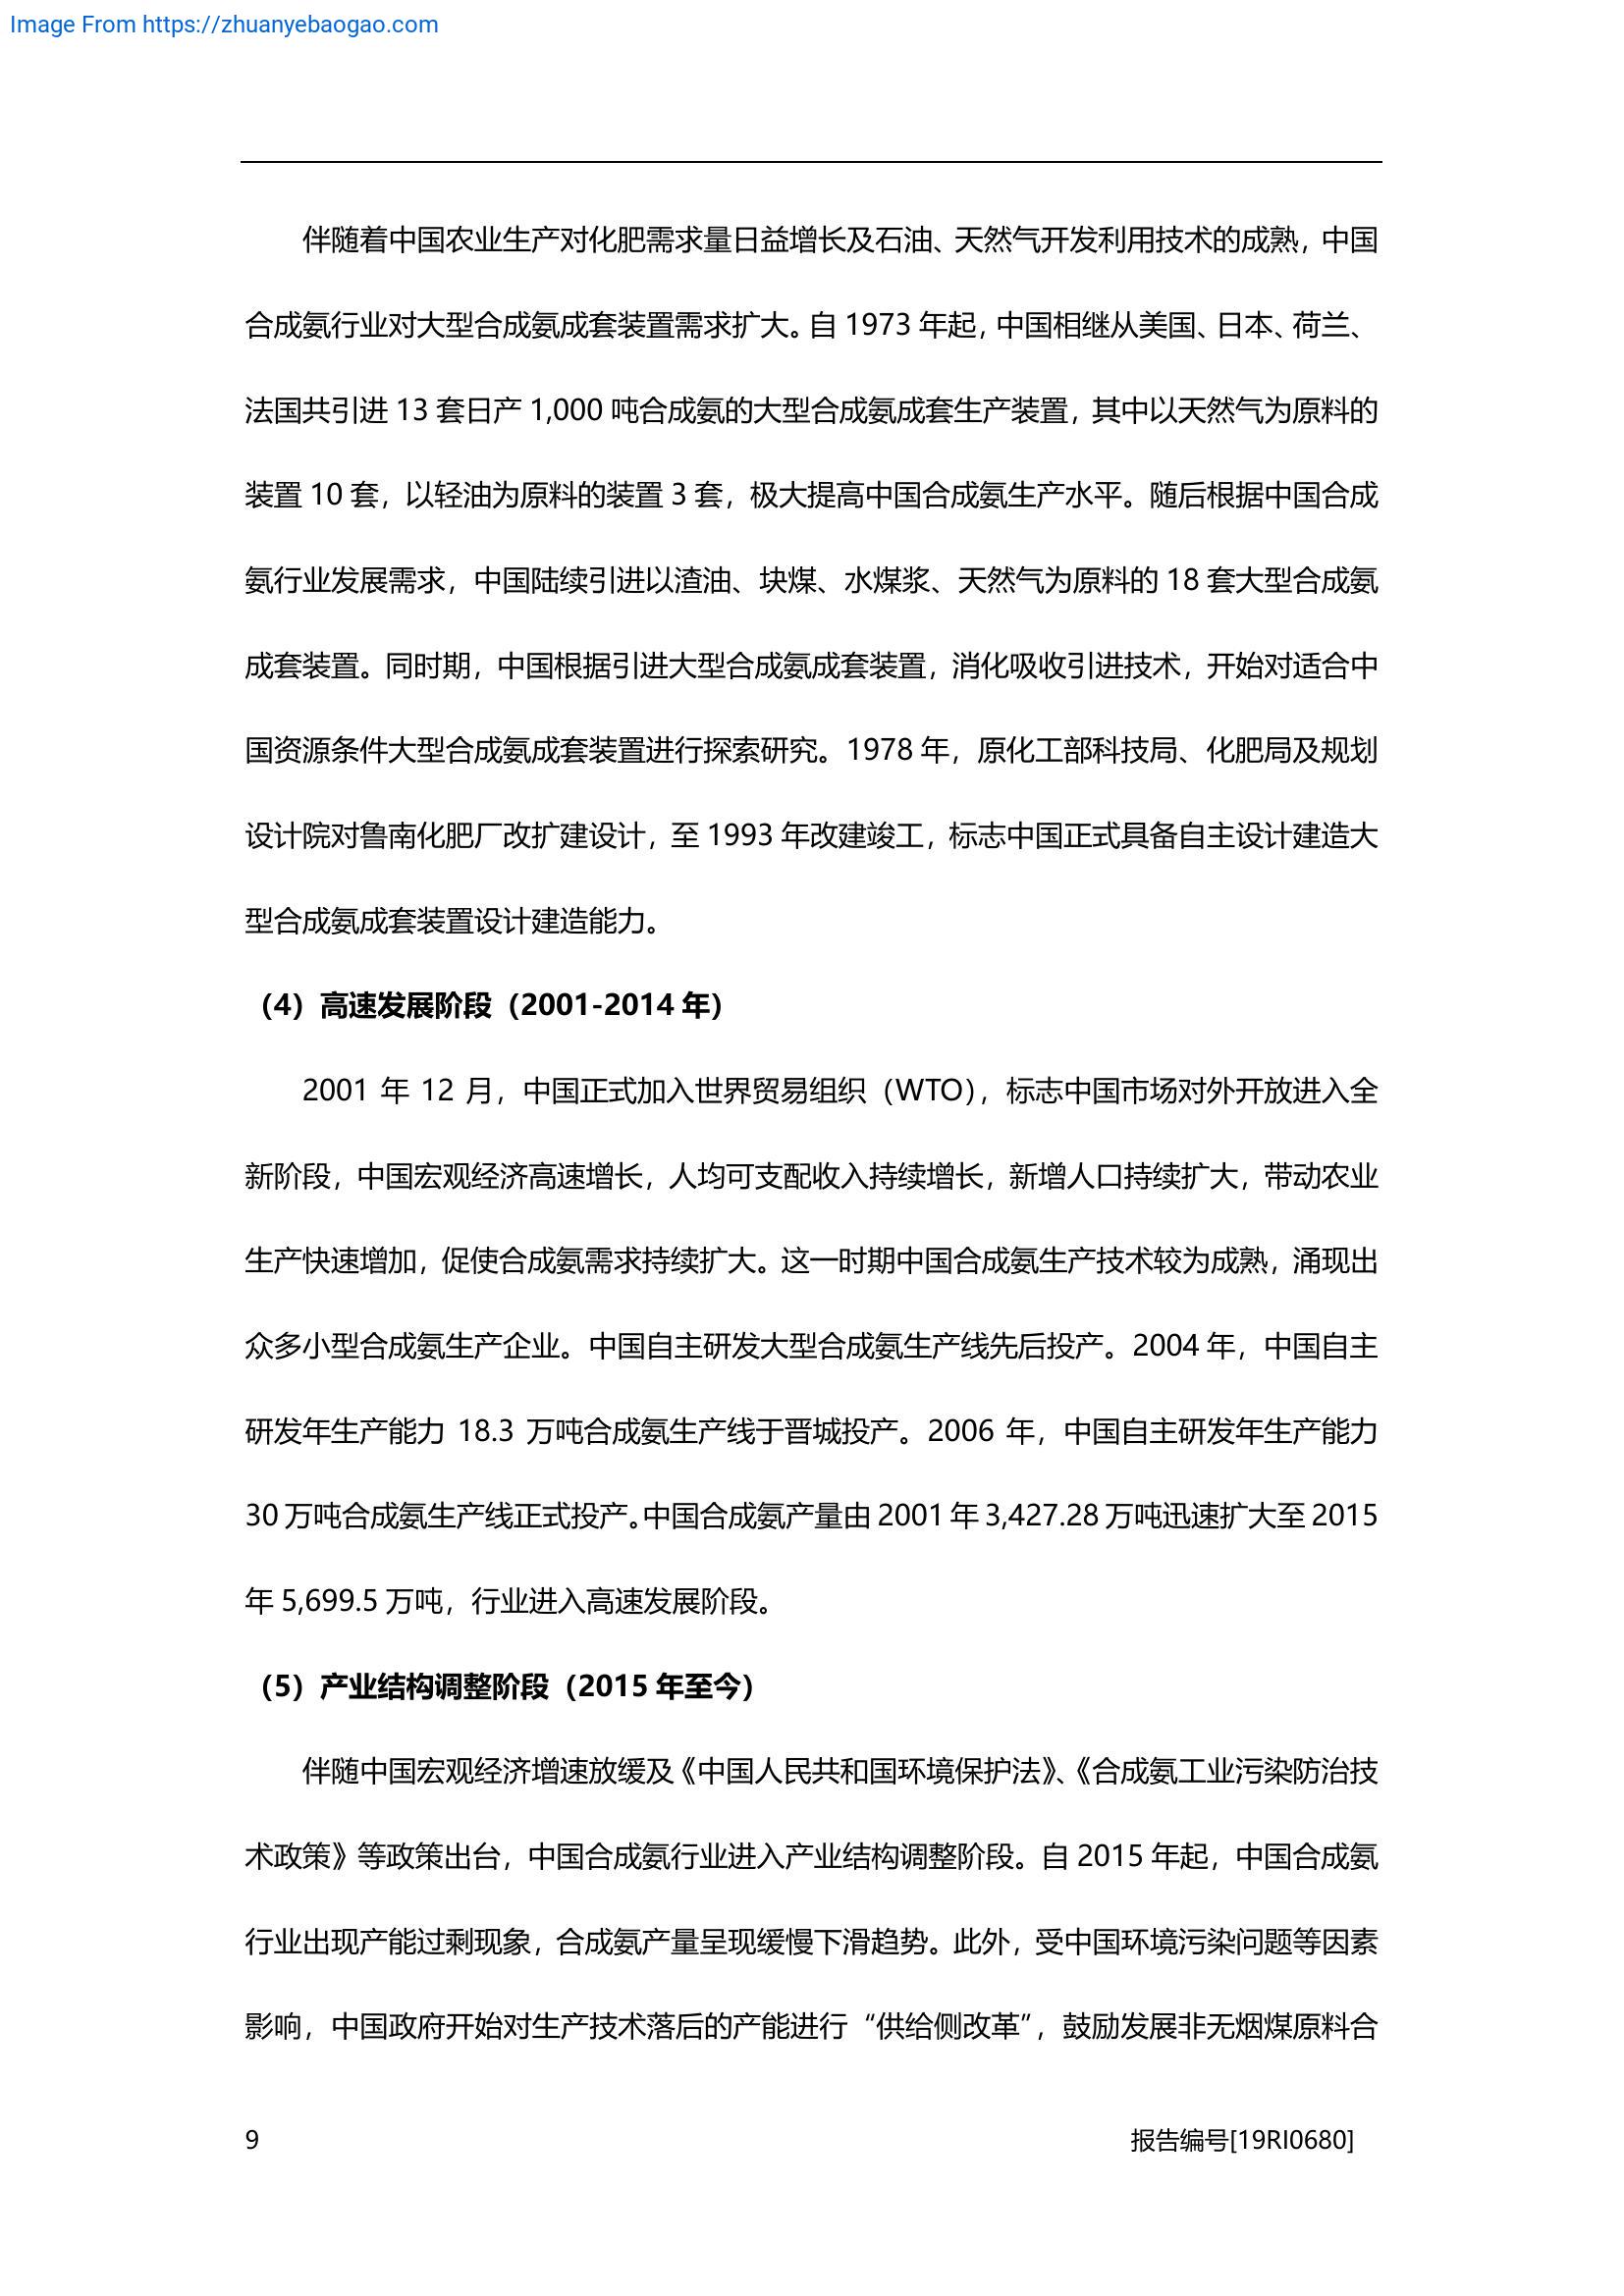 Image From https://zhuanyebaogao.com
伴随着中国农业生产对化肥需求量日益增长及石油、天然气开发利用技术的成熟，中国
合成氨行业对大型合成氨成套装置需求扩大。自 1973 年起，中国相继从美国、日本、荷兰、
法国共引进 13 套日产 1,000 吨合成氨的大型合成氨成套生产装置，其中以天然气为原料的
装置 10 套，以轻油为原料的装置 3 套，极大提高中国合成氨生产水平。随后根据中国合成
氨行业发展需求，中国陆续引进以渣油、块煤、水煤浆、天然气为原料的 18 套大型合成氨
成套装置。同时期，中国根据引进大型合成氨成套装置，消化吸收引进技术，开始对适合中
国资源条件大型合成氨成套装置进行探索研究。1978 年，原化工部科技局、化肥局及规划
设计院对鲁南化肥厂改扩建设计，至 1993 年改建竣工，标志中国正式具备自主设计建造大
型合成氨成套装置设计建造能力。
（4）高速发展阶段（2001-2014 年）
2001 年 12 月，中国正式加入世界贸易组织（WTO），标志中国市场对外开放进入全
新阶段，中国宏观经济高速增长，人均可支配收入持续增长，新增人口持续扩大，带动农业
生产快速增加，促使合成氨需求持续扩大。这一时期中国合成氨生产技术较为成熟，涌现出
众多小型合成氨生产企业。中国自主研发大型合成氨生产线先后投产。2004 年，中国自主
研发年生产能力 18.3 万吨合成氨生产线于晋城投产。2006 年，中国自主研发年生产能力
30 万吨合成氨生产线正式投产。中国合成氨产量由 2001 年 3,427.28 万吨迅速扩大至 2015
年 5,699.5 万吨，行业进入高速发展阶段。
（5）产业结构调整阶段（2015 年至今）
伴随中国宏观经济增速放缓及《中国人民共和国环境保护法》、《合成氨工业污染防治技
术政策》等政策出台，中国合成氨行业进入产业结构调整阶段。自 2015 年起，中国合成氨
行业出现产能过剩现象，合成氨产量呈现缓慢下滑趋势。此外，受中国环境污染问题等因素
影响，中国政府开始对生产技术落后的产能进行“供给侧改革”，鼓励发展非无烟煤原料合
9
报告编号[19RI0680]